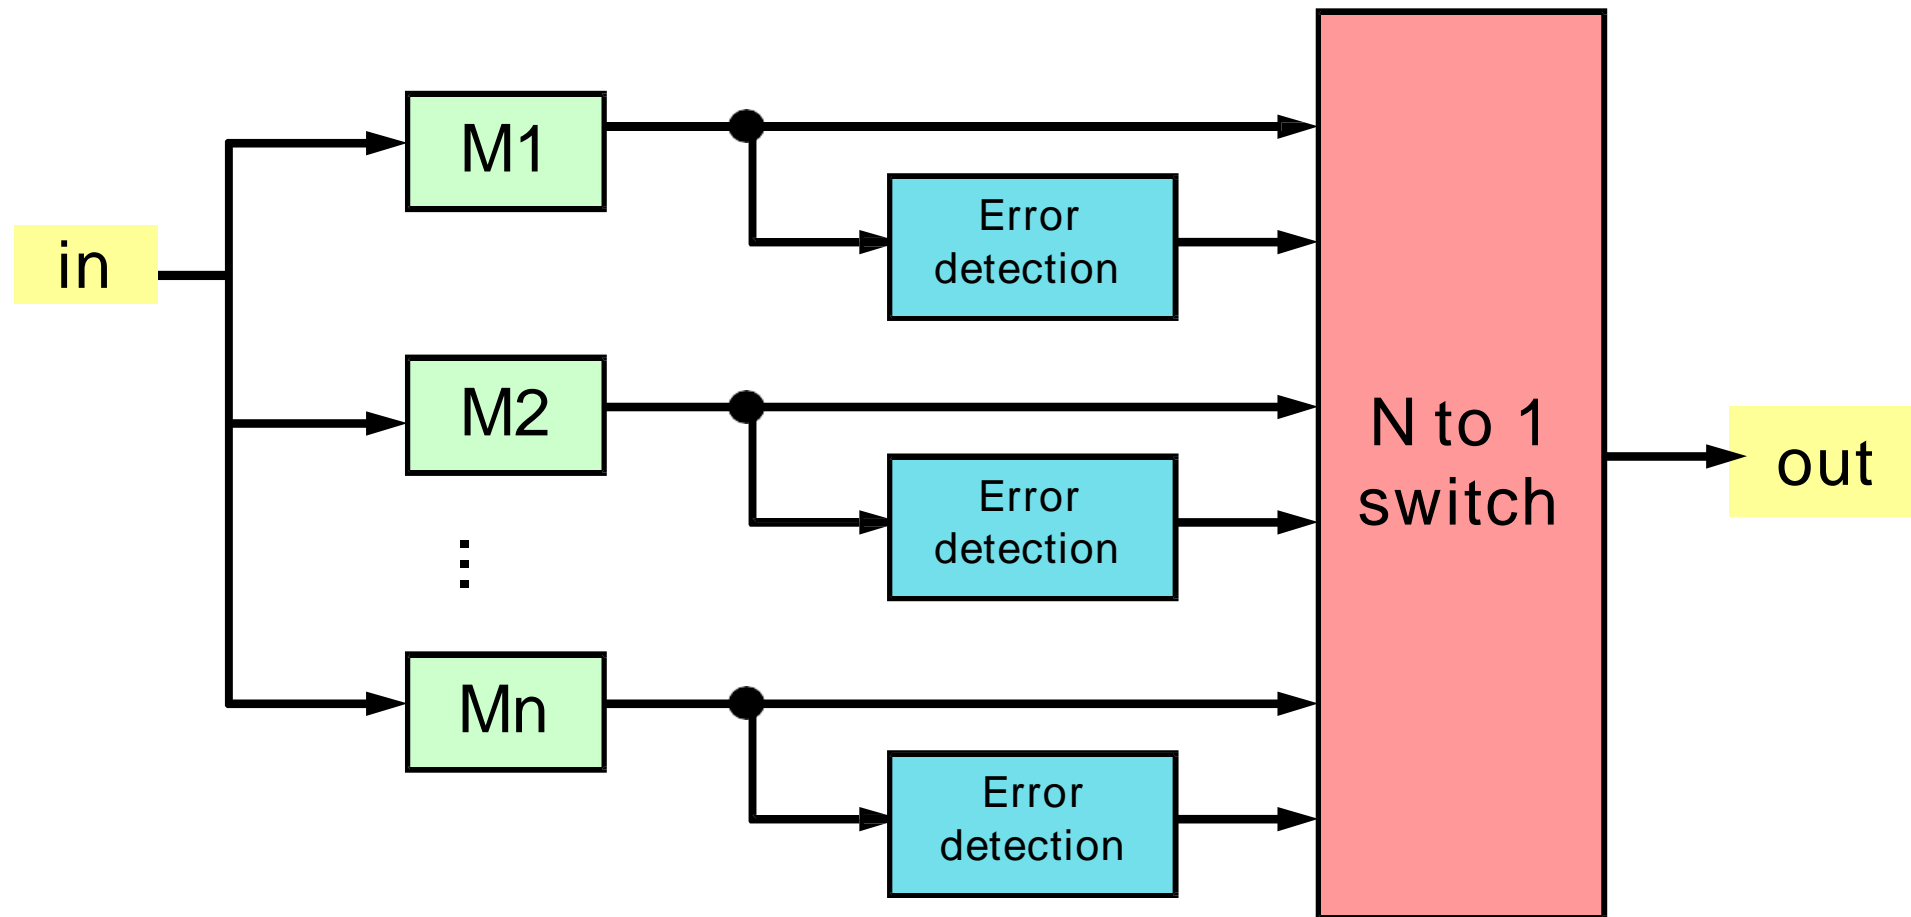 M1
Error
detection
in
M2
Error
detection
N to 1
switch
out
Mn
Error
detection